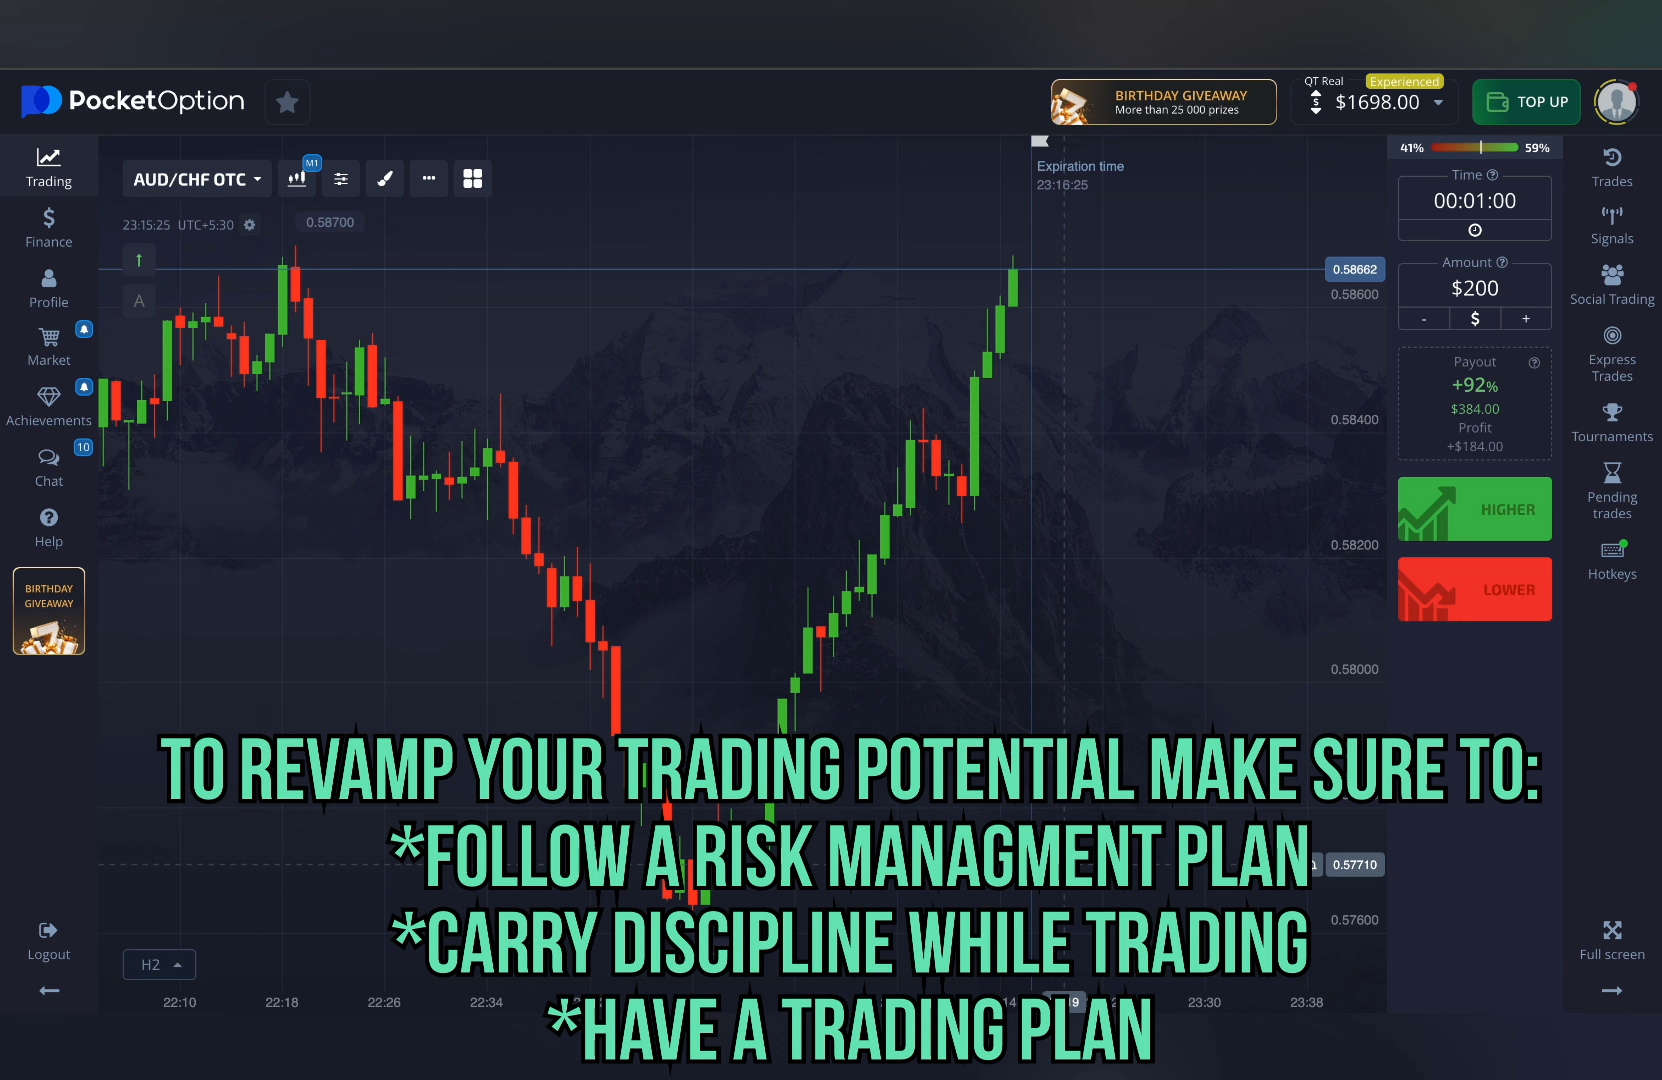 PocketOption
BIRTHDAY GIVEAWAY
More than 25 000 prizes
QT Real
Experienced
$1698.00
TOP UP
Trading
Finance
Profile
Market
Achievements
10
Chat
Help
BIRTHDAY
GIVEAWAY
Logout
AUD/CHF OTC
M1
23:15:25 UTC+5:30
0.58700
A
Expiration time
23:16:25
0.58662
0.58600
0.58400
0.58200
0.58000
0.57710
0.57600
H2
22:10
22:18
22:26
22:34
23:30
23:38
41%
59%
Time
00:01:00
Amount
$200
- $ +
Payout
+92%
$384.00
Profit
+$184.00
HIGHER
LOWER
Trades
Signals
Social Trading
Express
Trades
Tournaments
Pending
trades
Hotkeys
Full screen
TO REVAMP YOUR TRADING POTENTIAL MAKE SURE TO:
*FOLLOW A RISK MANAGMENT PLAN
*CARRY DISCIPLINE WHILE TRADING
*HAVE A TRADING PLAN